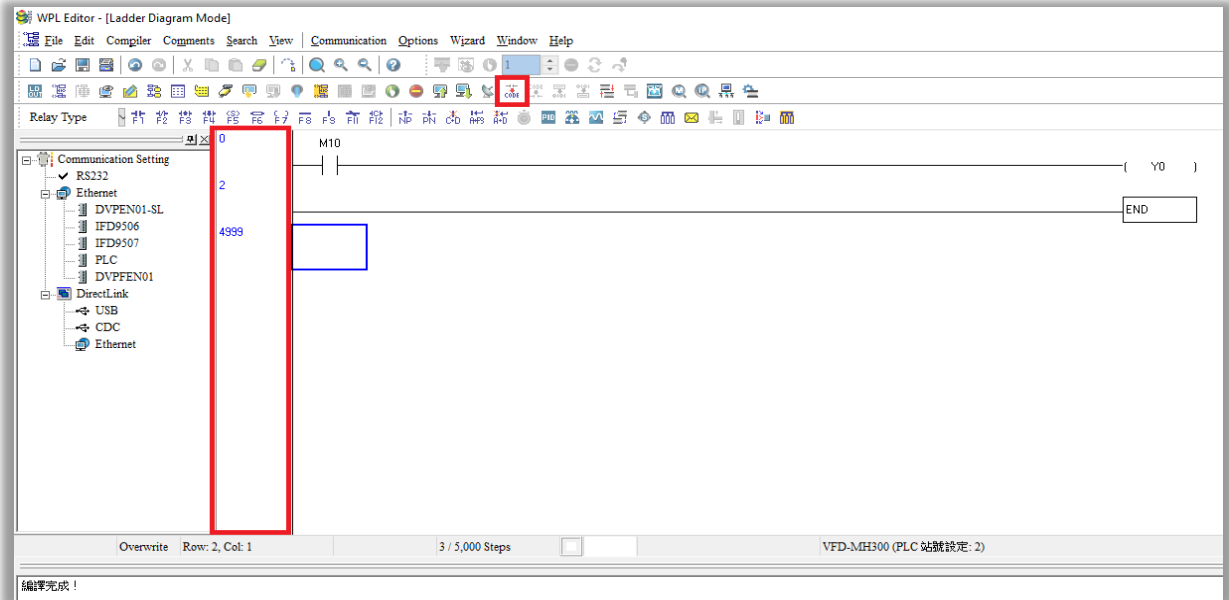 WPL Editor - [Ladder Diagram Mode]
File Edit Compiler Comments Search View Communication Options Wizard Window Help
1
LD OUT CODE
Relay Type F1 F2 F3 F4 F5 F6 F7 F8 F9 F11 F12 NP PN PID
Communication Setting
RS232
Ethernet
DVPEN01-SL
IFD9506
IFD9507
PLC
DVPFEN01
DirectLink
USB
CDC
Ethernet
0
M10
( Y0 )
2
END
4999
Overwrite Row: 2, Col: 1 3 / 5,000 Steps VFD-MH300 (PLC 站號設定: 2)
編譯完成！